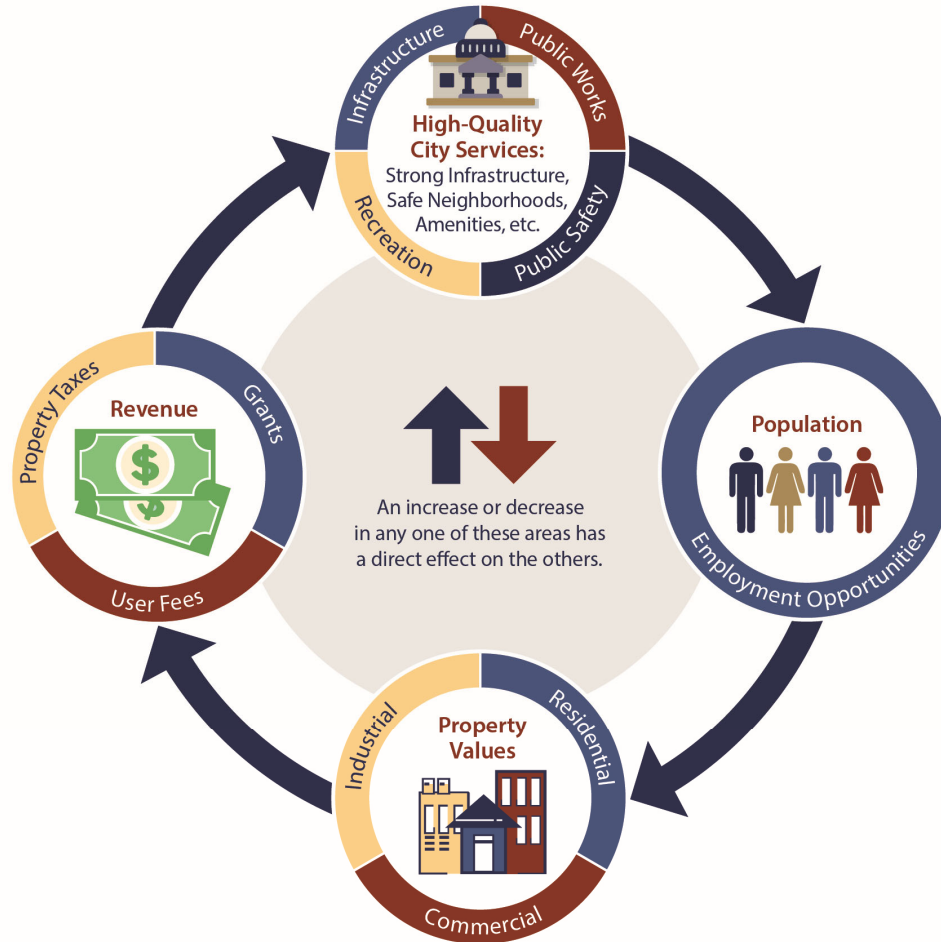 Infrastructure
Public Works
High-Quality
City Services:
Strong Infrastructure,
Safe Neighborhoods,
Amenities, etc.
Recreation
Public Safety
Property Taxes
Grants
Revenue
$
$
User Fees
Population
Employment Opportunities
An increase or decrease
in any one of these areas has
a direct effect on the others.
Industrial
Residential
Property
Values
Commercial